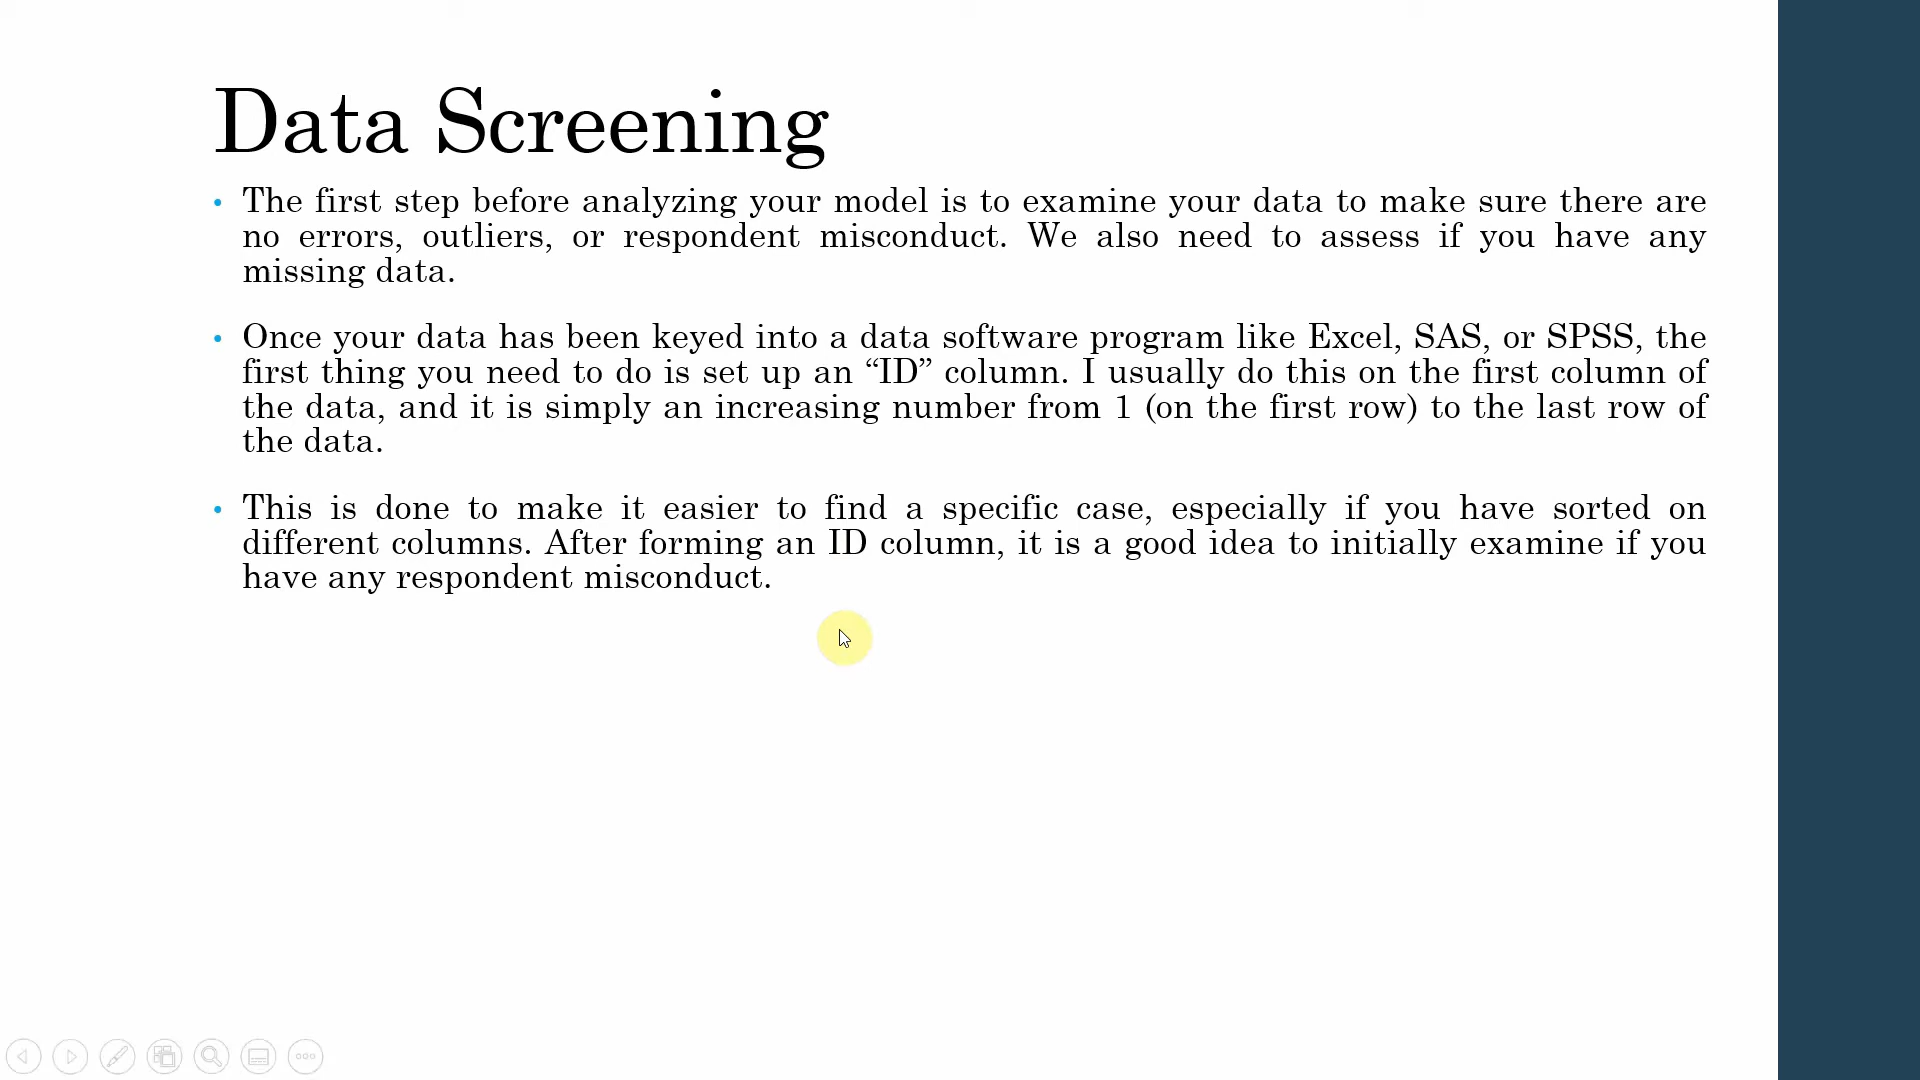 Data Screening
• The first step before analyzing your model is to examine your data to make sure there are
no errors, outliers, or respondent misconduct. We also need to assess if you have any
missing data.
• Once your data has been keyed into a data software program like Excel, SAS, or SPSS, the
first thing you need to do is set up an “ID” column. I usually do this on the first column of
the data, and it is simply an increasing number from 1 (on the first row) to the last row of
the data.
• This is done to make it easier to find a specific case, especially if you have sorted on
different columns. After forming an ID column, it is a good idea to initially examine if you
have any respondent misconduct.